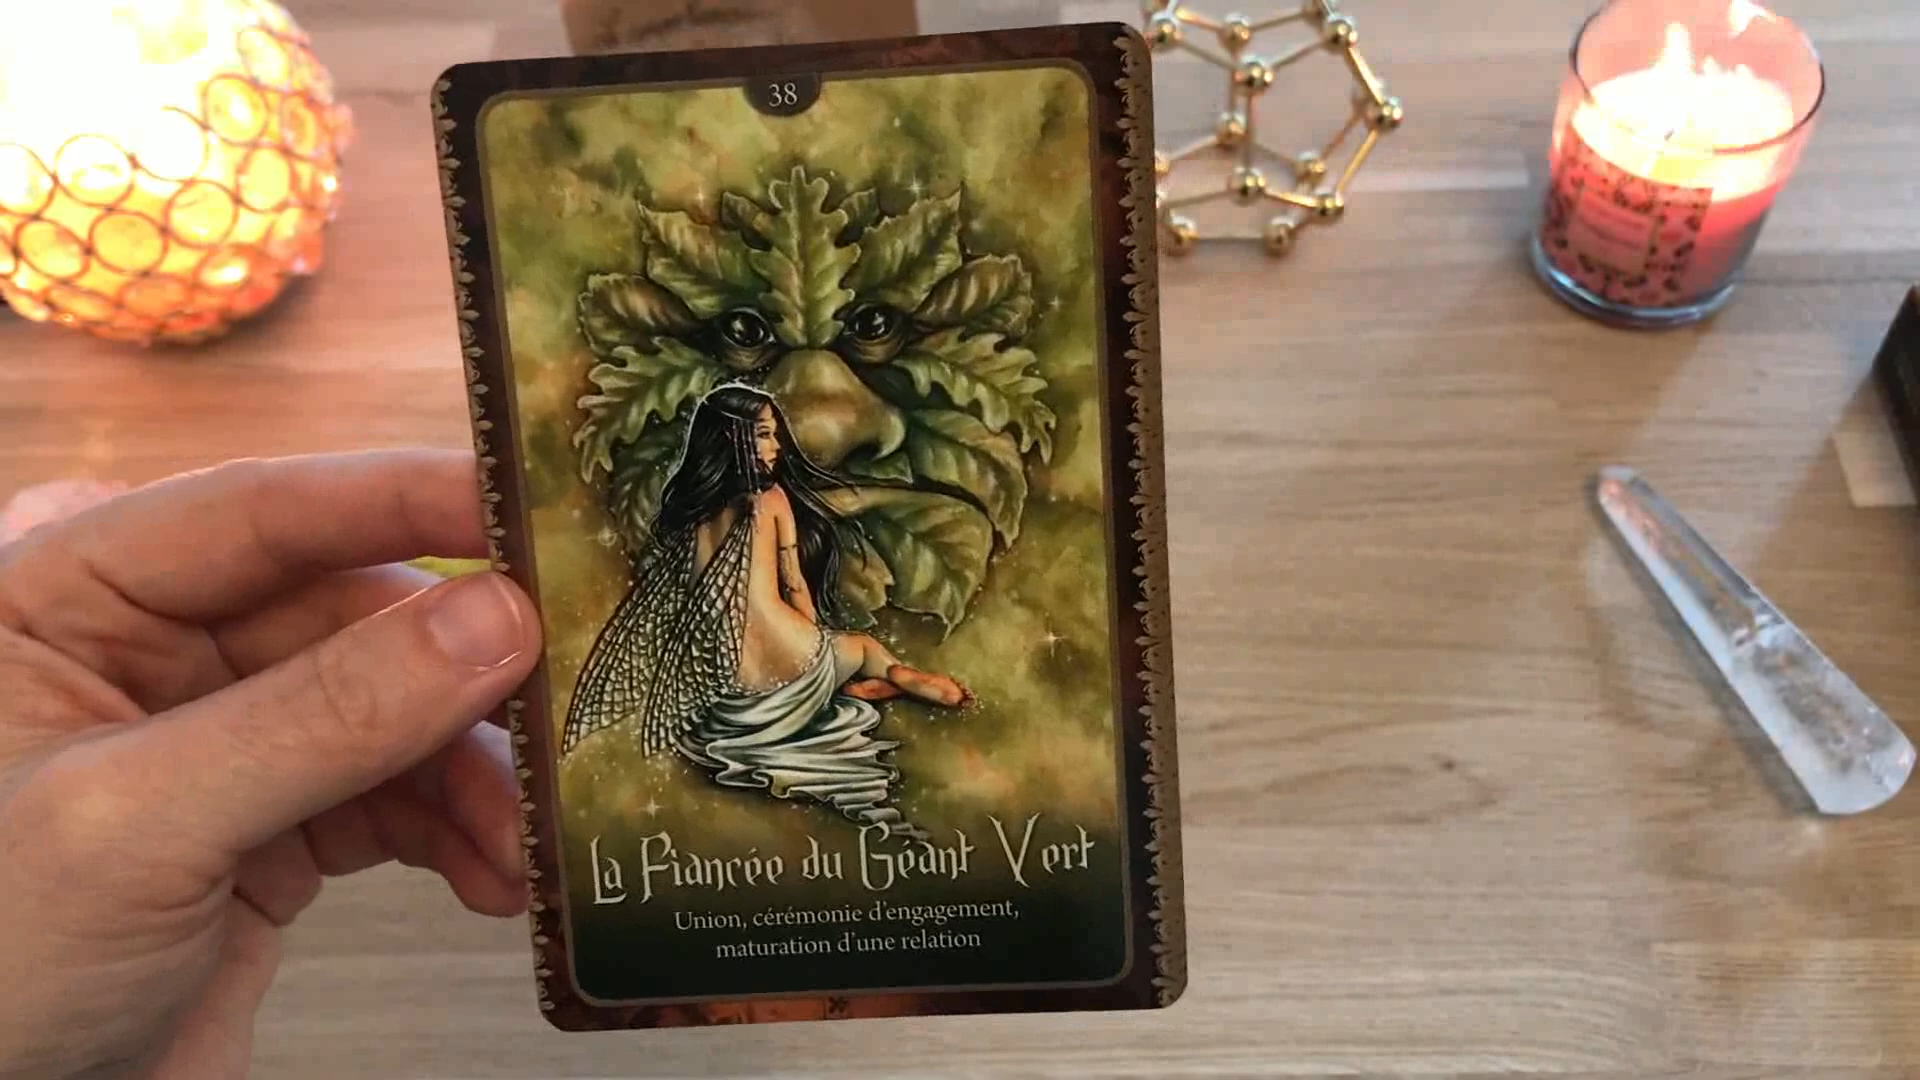 38
La Fiancée du Géant Vert
Union, cérémonie d'engagement,
maturation d'une relation